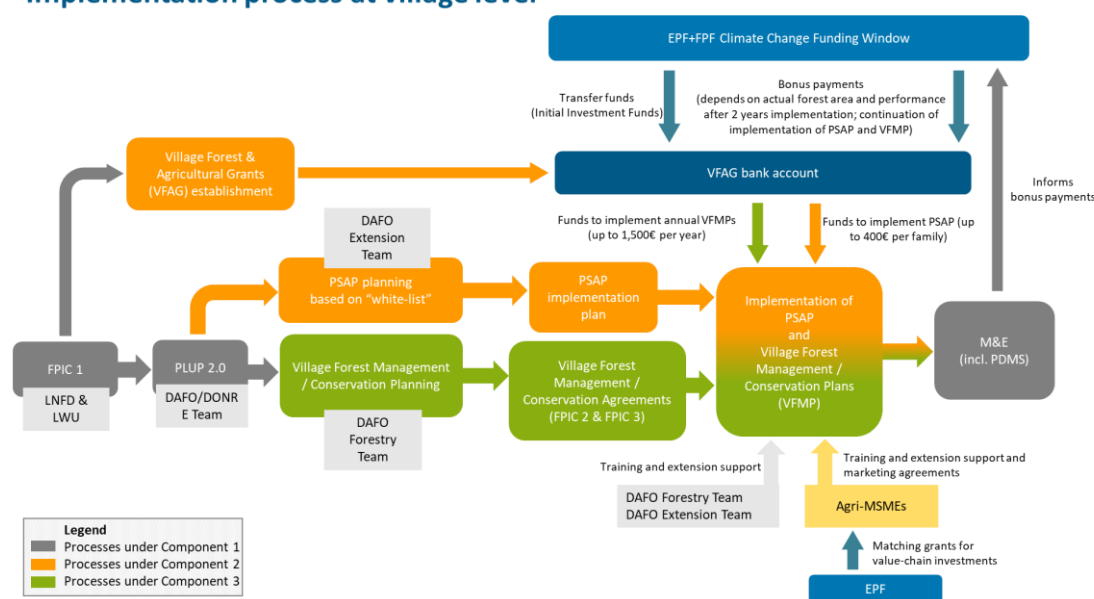 Implementation process at village level
EPF+FPF Climate Change Funding Window
Transfer funds
(Initial Investment Funds)
Bonus payments
(depends on actual forest area and performance
after 2 years implementation; continuation of
implementation of PSAP and VFMP)
Village Forest &
Agricultural Grants
(VFAG) establishment
VFAG bank account
Informs
bonus payments
DAFO
Extension
Team
Funds to implement annual VFMPs
(up to 1,500€ per year)
Funds to implement PSAP (up
to 400€ per family)
PSAP planning
based on “white-list”
PSAP
implementation
plan
Implementation of
PSAP
and
Village Forest
Management /
Conservation Plans
(VFMP)
M&E
(incl. PDMS)
FPIC 1
LNFD &
LWU
PLUP 2.0
DAFO/DONR
E Team
Village Forest Management
/ Conservation Planning
DAFO
Forestry
Team
Village Forest
Management /
Conservation Agreements
(FPIC 2 & FPIC 3)
Training and extension support
DAFO Forestry Team
DAFO Extension Team
Training and extension support and
marketing agreements
Agri-MSMEs
Matching grants for
value-chain investments
EPF
Legend
Processes under Component 1
Processes under Component 2
Processes under Component 3